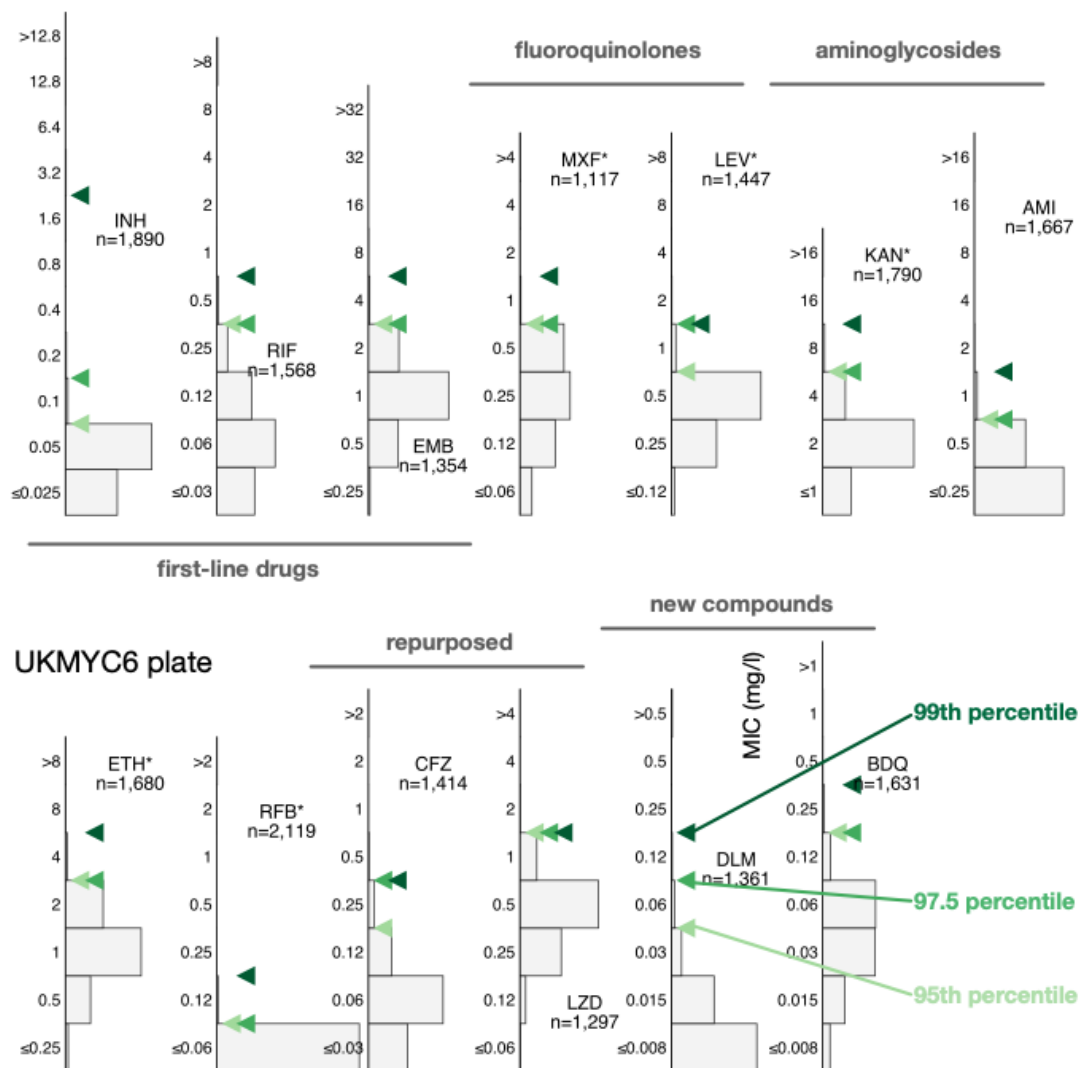 fluoroquinolones
aminoglycosides
>12.8
12.8
6.4
3.2
1.6
0.8
0.4
0.2
0.1
0.05
≤0.025
INH
n=1,890
>8
8
4
2
1
0.5
0.25
0.12
0.06
≤0.03
RIF
n=1,568
>32
32
16
8
4
2
1
0.5
≤0.25
EMB
n=1,354
>4
4
2
1
0.5
0.25
0.12
≤0.06
MXF*
n=1,117
>8
8
4
2
1
0.5
0.25
≤0.12
LEV*
n=1,447
>16
16
8
4
2
≤1
KAN*
n=1,790
>16
16
8
4
2
1
0.5
≤0.25
AMI
n=1,667
first-line drugs
new compounds
repurposed
UKMYC6 plate
>8
8
4
2
1
0.5
≤0.25
ETH*
n=1,680
>2
2
1
0.5
0.25
0.12
≤0.06
RFB*
n=2,119
>2
2
1
0.5
0.25
0.12
0.06
≤0.03
CFZ
n=1,414
>4
4
2
1
0.5
0.25
0.12
≤0.06
LZD
n=1,297
>0.5
0.5
0.25
0.12
0.06
0.03
0.015
≤0.008
DLM
n=1,361
MIC (mg/l)
>1
1
0.5
0.25
0.12
0.06
0.03
0.015
≤0.008
BDQ
n=1,631
99th percentile
97.5 percentile
95th percentile